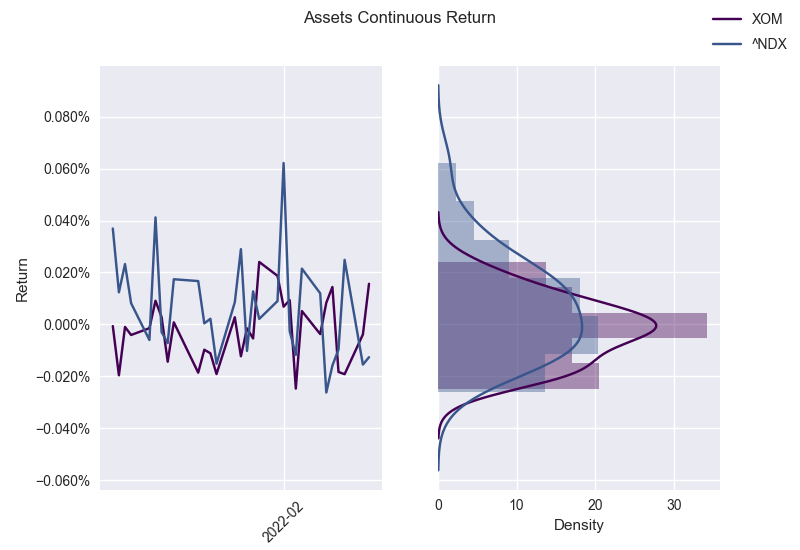 Assets Continuous Return
XOM
^NDX
0.080%
0.060%
0.040%
0.020%
0.000%
−0.020%
−0.040%
−0.060%
Return
2022-02
0
10
20
30
Density